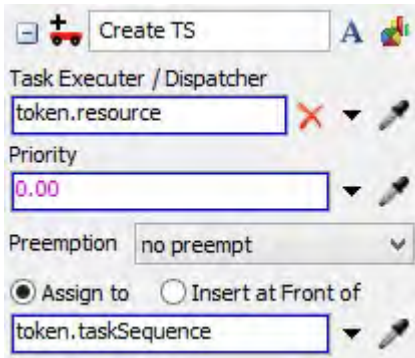 Create TS A
Task Executer / Dispatcher
token.resource
Priority
0.00
Preemption no preempt
Assign to Insert at Front of
token.taskSequence